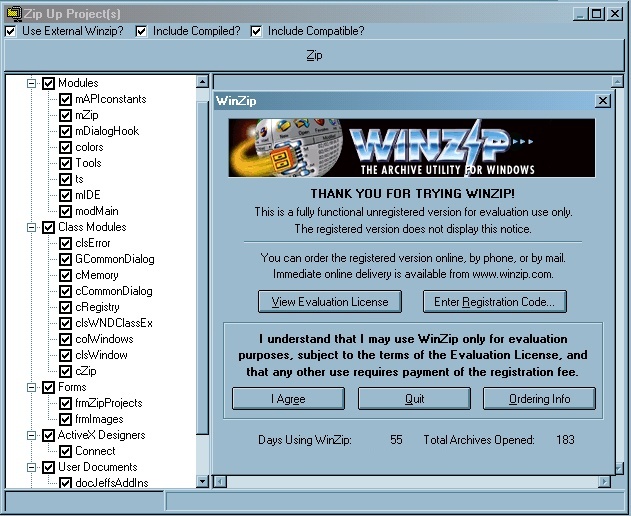 Zip Up Project(s)
Use External Winzip? Include Compiled? Include Compatible?
Zip
Modules
mAPIconstants
mZip
mDialogHook
colors
Tools
ts
mIDE
modMain
Class Modules
clsError
GCommonDialog
cMemory
cCommonDialog
cRegistry
clsWNDClassEx
colWindows
clsWindow
cZip
Forms
frmZipProjects
frmImages
ActiveX Designers
Connect
User Documents
docJeffsAddIns
WinZip
WINZIP
THE ARCHIVE UTILITY FOR WINDOWS
THANK YOU FOR TRYING WINZIP!
This is a fully functional unregistered version for evaluation use only.
The registered version does not display this notice.
You can order the registered version online, by phone, or by mail.
Immediate online delivery is available from www.winzip.com.
View Evaluation License Enter Registration Code...
I understand that I may use WinZip only for evaluation
purposes, subject to the terms of the Evaluation License, and
that any other use requires payment of the registration fee.
I Agree Quit Ordering Info
Days Using WinZip: 55 Total Archives Opened: 183